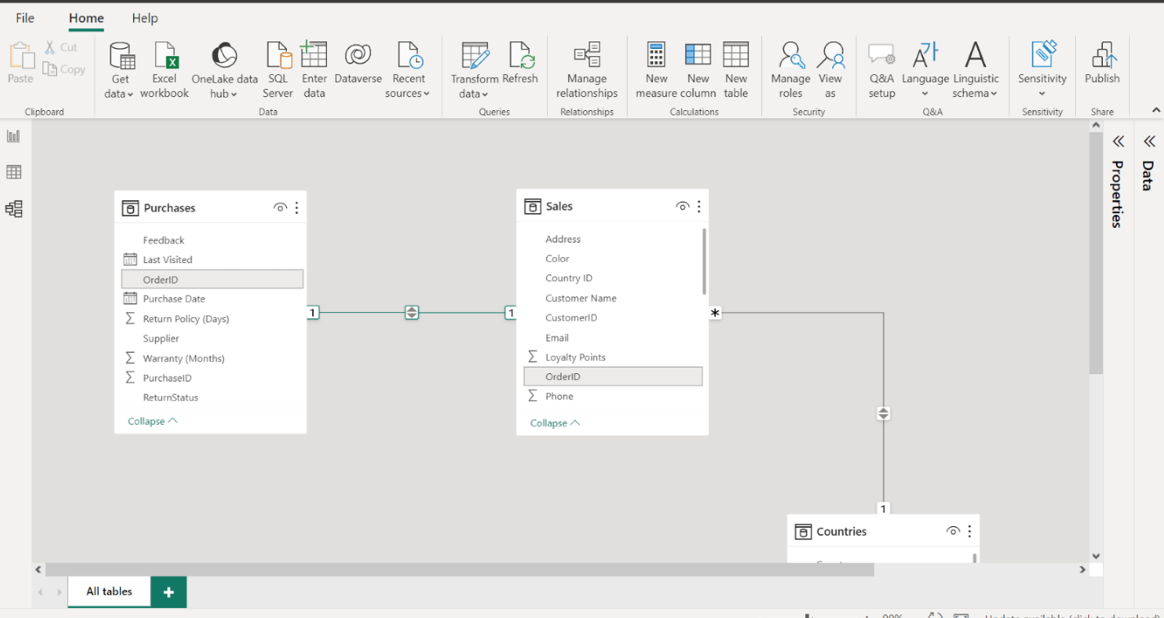 File Home Help
Paste
Cut
Copy
Clipboard
Get data
Excel workbook
OneLake data hub
SQL Server
Enter data
Dataverse
Recent sources
Data
Transform data
Refresh
Queries
Manage relationships
Relationships
New measure
New column
New table
Calculations
Manage roles
View as
Security
Q&A setup
Language
Linguistic schema
Q&A
Sensitivity
Sensitivity
Publish
Share
Purchases
Feedback
Last Visited
OrderID
Purchase Date
Return Policy (Days)
Supplier
Warranty (Months)
PurchaseID
ReturnStatus
Collapse
1
1
Sales
Address
Color
Country ID
Customer Name
CustomerID
Email
Loyalty Points
OrderID
Phone
Collapse
*
1
Countries
Properties
Data
All tables
+